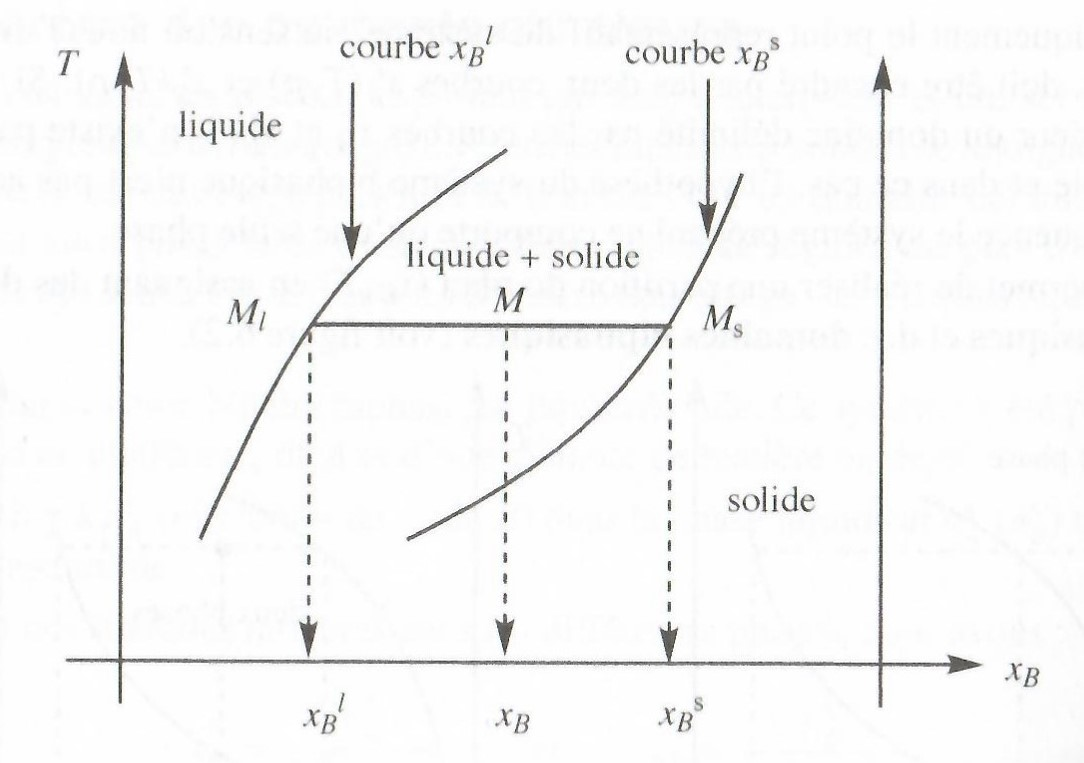 T
courbe x_B^l
courbe x_B^s
liquide
liquide + solide
M_l
M
M_s
solide
x_B^l
x_B
x_B^s
x_B